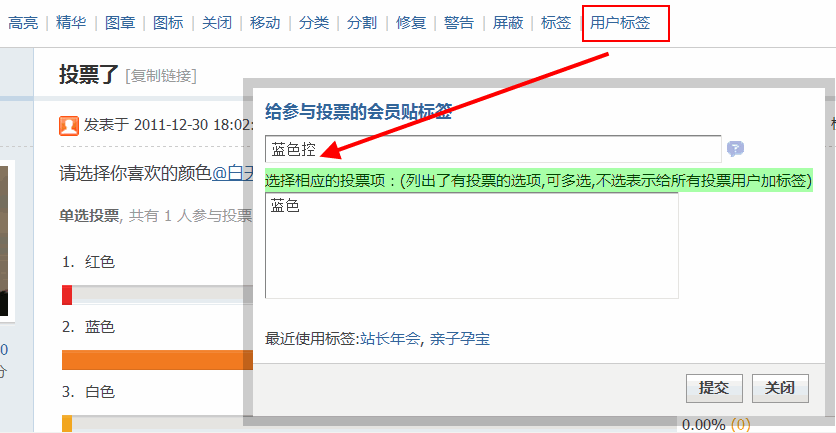 高亮 | 精华 | 图章 | 图标 | 关闭 | 移动 | 分类 | 分割 | 修复 | 警告 | 屏蔽 | 标签 | 用户标签
投票了 [复制链接]
发表于 2011-12-30 18:02:
请选择你喜欢的颜色@白天
单选投票, 共有 1 人参与投票
1. 红色
2. 蓝色
3. 白色
给参与投票的会员贴标签
蓝色控
?
选择相应的投票项：(列出了有投票的选项,可多选,不选表示给所有投票用户加标签)
蓝色
最近使用标签:站长年会, 亲子孕宝
提交 关闭
0.00% (0)
0
分